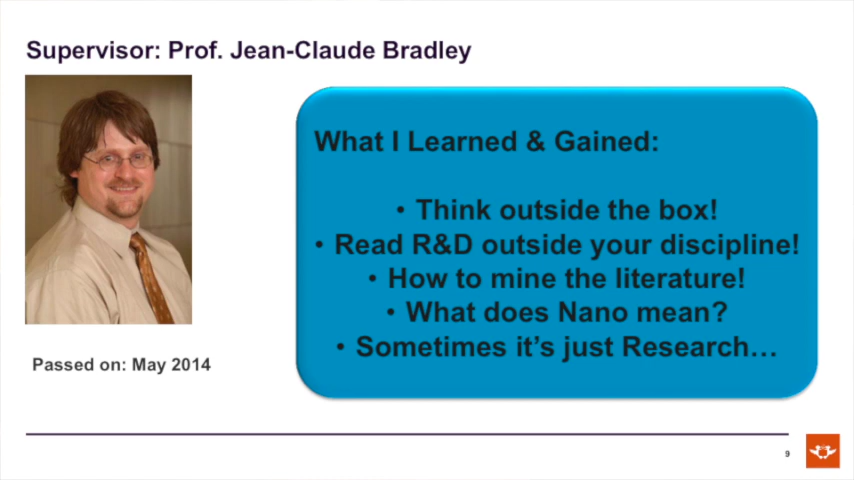 Supervisor: Prof. Jean-Claude Bradley
What I Learned & Gained:
• Think outside the box!
• Read R&D outside your discipline!
• How to mine the literature!
• What does Nano mean?
• Sometimes it’s just Research…
Passed on: May 2014
9